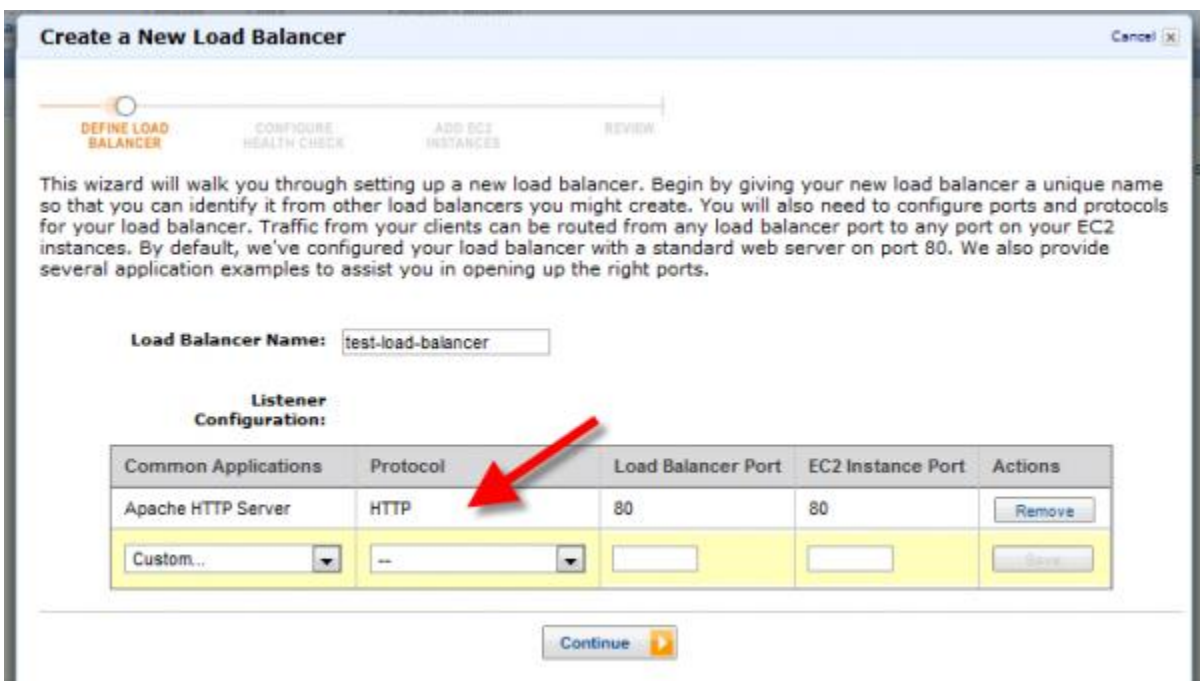 Create a New Load Balancer
Cancel
DEFINE LOAD
BALANCER
CONFIGURE
HEALTH CHECK
ADD EC2
INSTANCES
REVIEW
This wizard will walk you through setting up a new load balancer. Begin by giving your new load balancer a unique name
so that you can identify it from other load balancers you might create. You will also need to configure ports and protocols
for your load balancer. Traffic from your clients can be routed from any load balancer port to any port on your EC2
instances. By default, we've configured your load balancer with a standard web server on port 80. We also provide
several application examples to assist you in opening up the right ports.
Load Balancer Name: test-load-balancer
Listener
Configuration:
Common Applications Protocol Load Balancer Port EC2 Instance Port Actions
Apache HTTP Server HTTP 80 80 Remove
Custom... -- Save
Continue